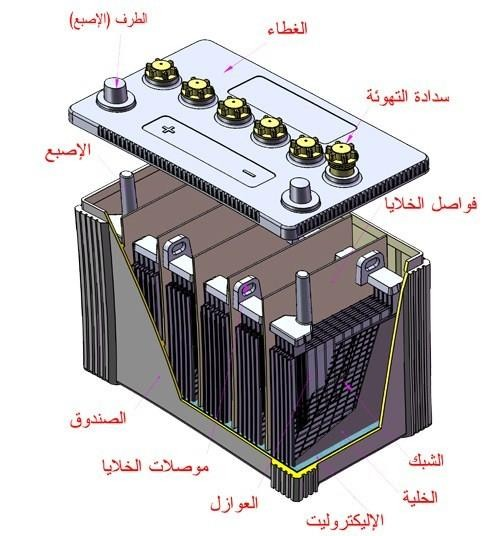 الطرف (الإصبع)
الغطاء
سدادة التهوئة
الإصبع
فواصل الخلايا
+
−
الصندوق
موصلات الخلايا
الشبك
العوازل
الخلية
الإليكتروليت